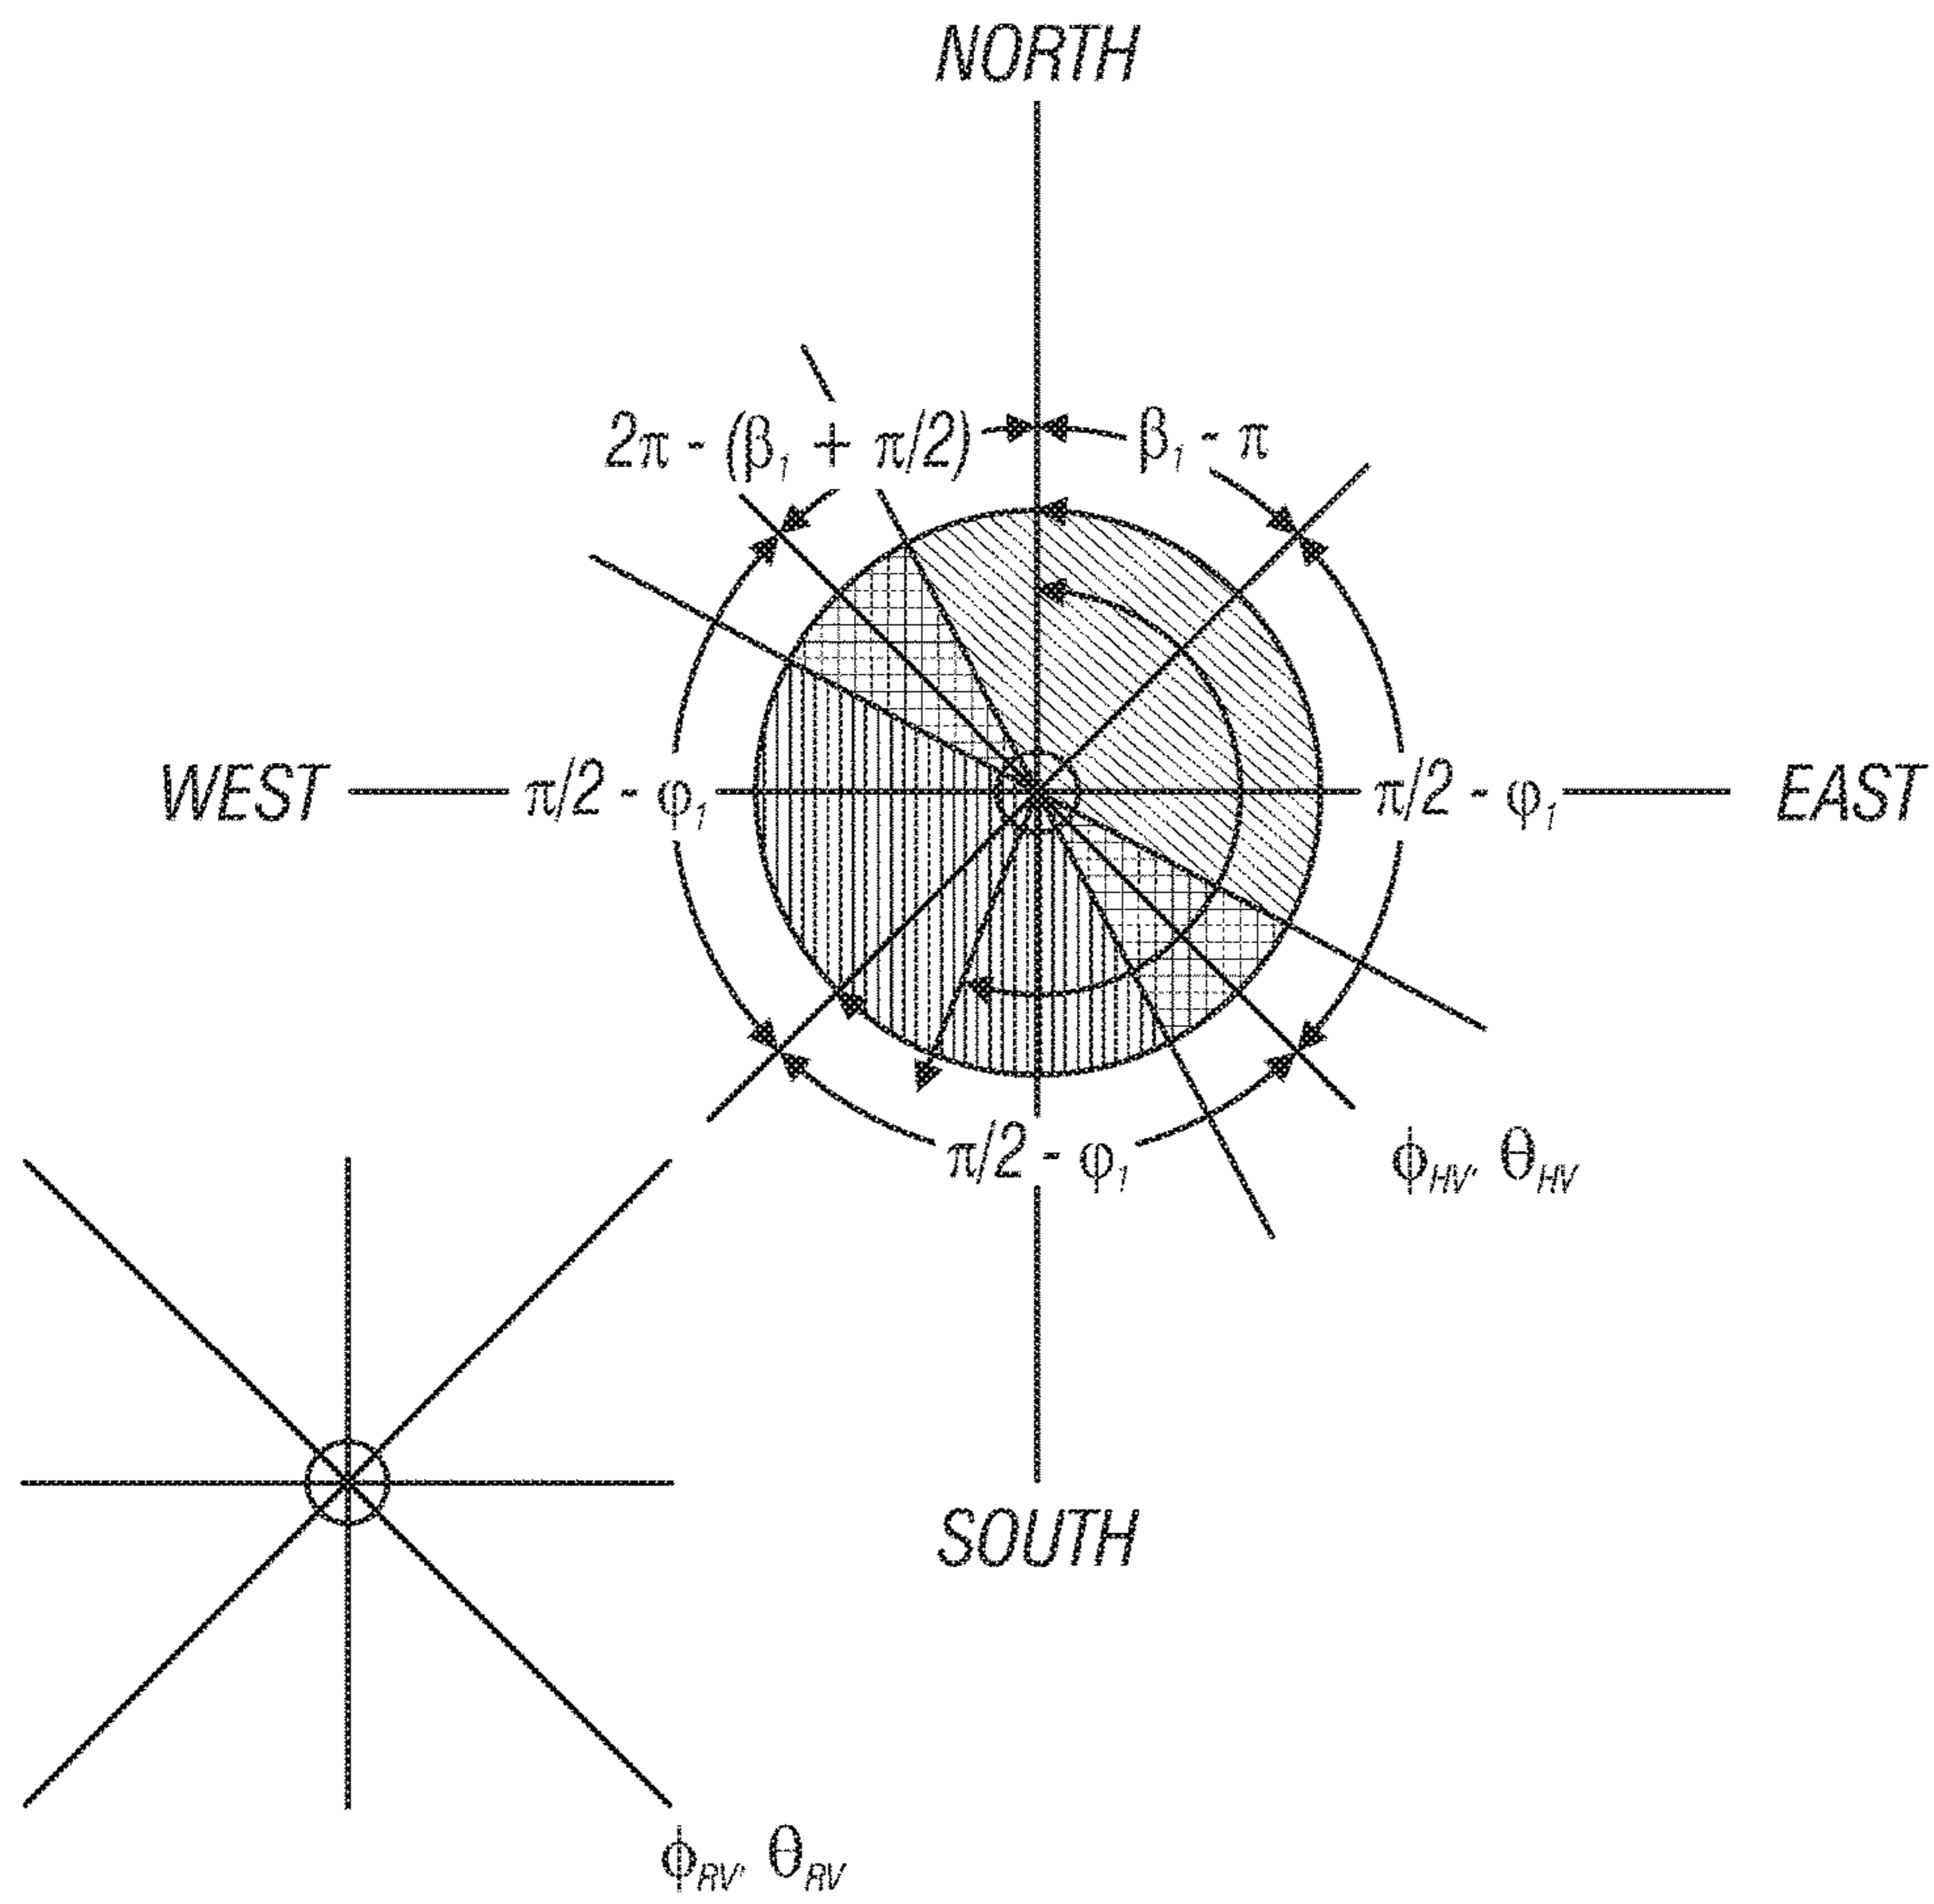 NORTH
2π - (β₁ + π/2)
β₁ - π
WEST
π/2 - φ₁
π/2 - φ₁
EAST
π/2 - φ₁
ϕHV, θHV
SOUTH
ϕRV, θRV